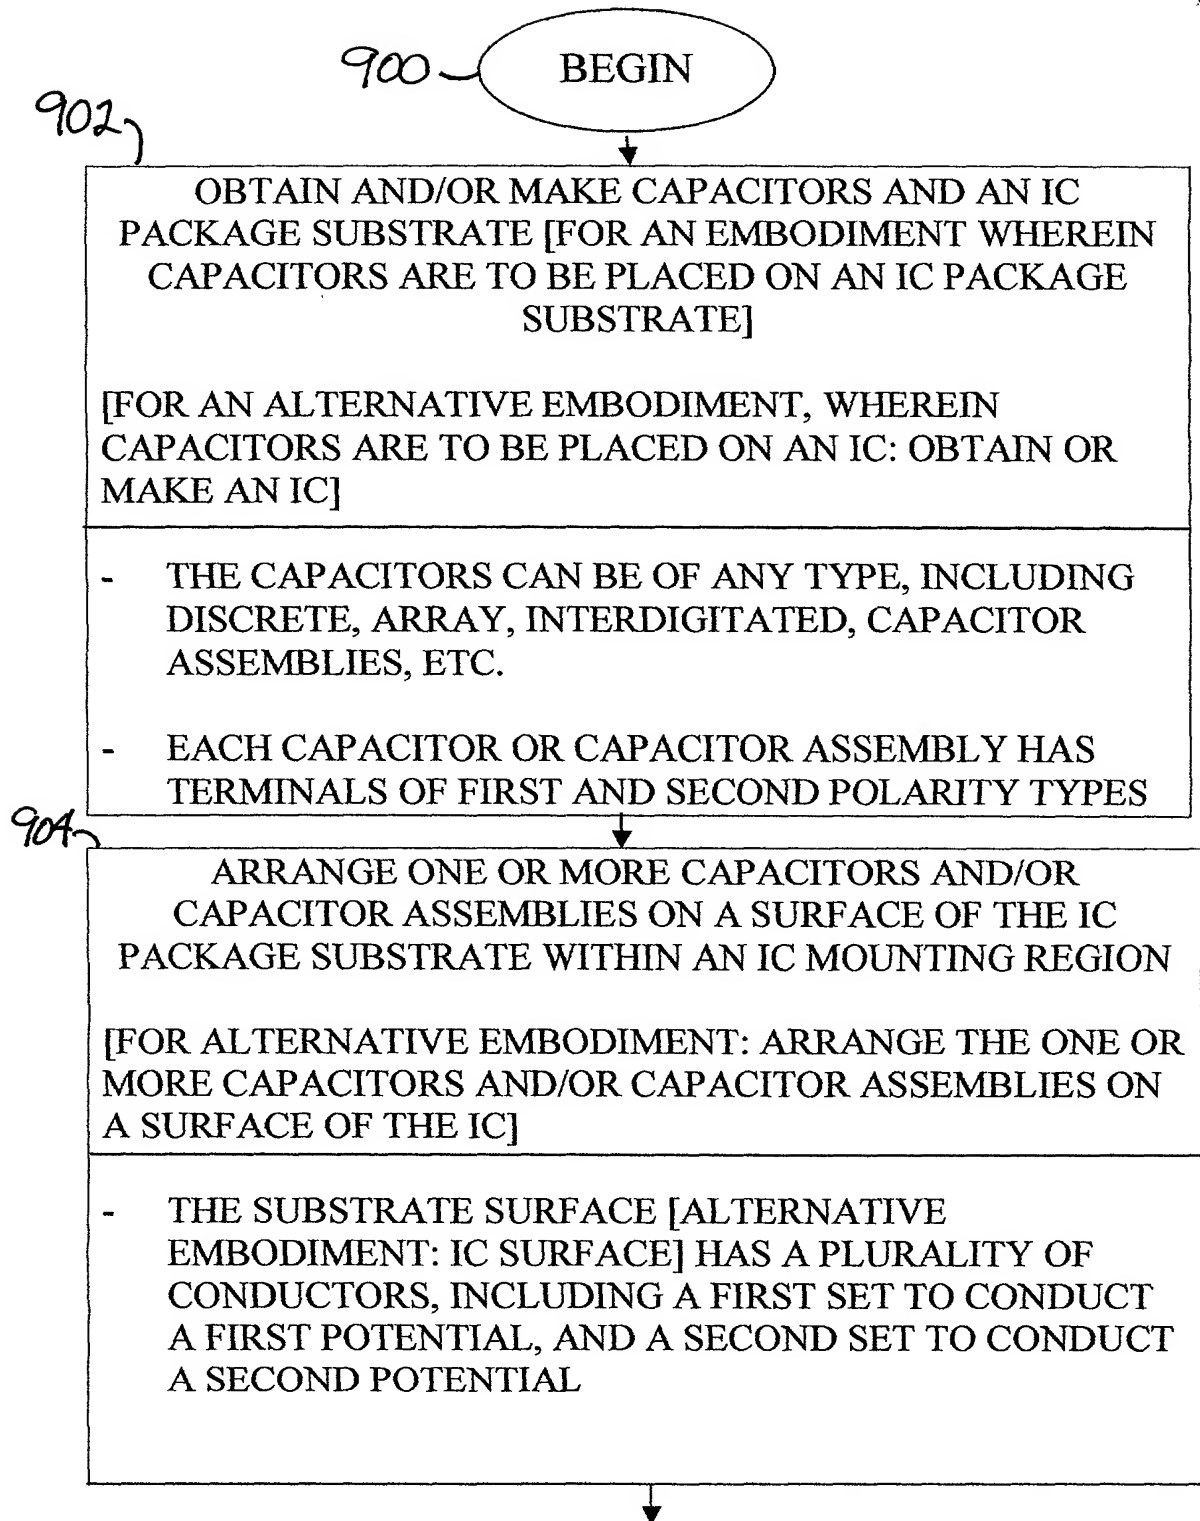 900 BEGIN
902
OBTAIN AND/OR MAKE CAPACITORS AND AN IC
PACKAGE SUBSTRATE [FOR AN EMBODIMENT WHEREIN
CAPACITORS ARE TO BE PLACED ON AN IC PACKAGE
SUBSTRATE]
[FOR AN ALTERNATIVE EMBODIMENT, WHEREIN
CAPACITORS ARE TO BE PLACED ON AN IC: OBTAIN OR
MAKE AN IC]
- THE CAPACITORS CAN BE OF ANY TYPE, INCLUDING
DISCRETE, ARRAY, INTERDIGITATED, CAPACITOR
ASSEMBLIES, ETC.
- EACH CAPACITOR OR CAPACITOR ASSEMBLY HAS
TERMINALS OF FIRST AND SECOND POLARITY TYPES
904
ARRANGE ONE OR MORE CAPACITORS AND/OR
CAPACITOR ASSEMBLIES ON A SURFACE OF THE IC
PACKAGE SUBSTRATE WITHIN AN IC MOUNTING REGION
[FOR ALTERNATIVE EMBODIMENT: ARRANGE THE ONE OR
MORE CAPACITORS AND/OR CAPACITOR ASSEMBLIES ON
A SURFACE OF THE IC]
- THE SUBSTRATE SURFACE [ALTERNATIVE
EMBODIMENT: IC SURFACE] HAS A PLURALITY OF
CONDUCTORS, INCLUDING A FIRST SET TO CONDUCT
A FIRST POTENTIAL, AND A SECOND SET TO CONDUCT
A SECOND POTENTIAL